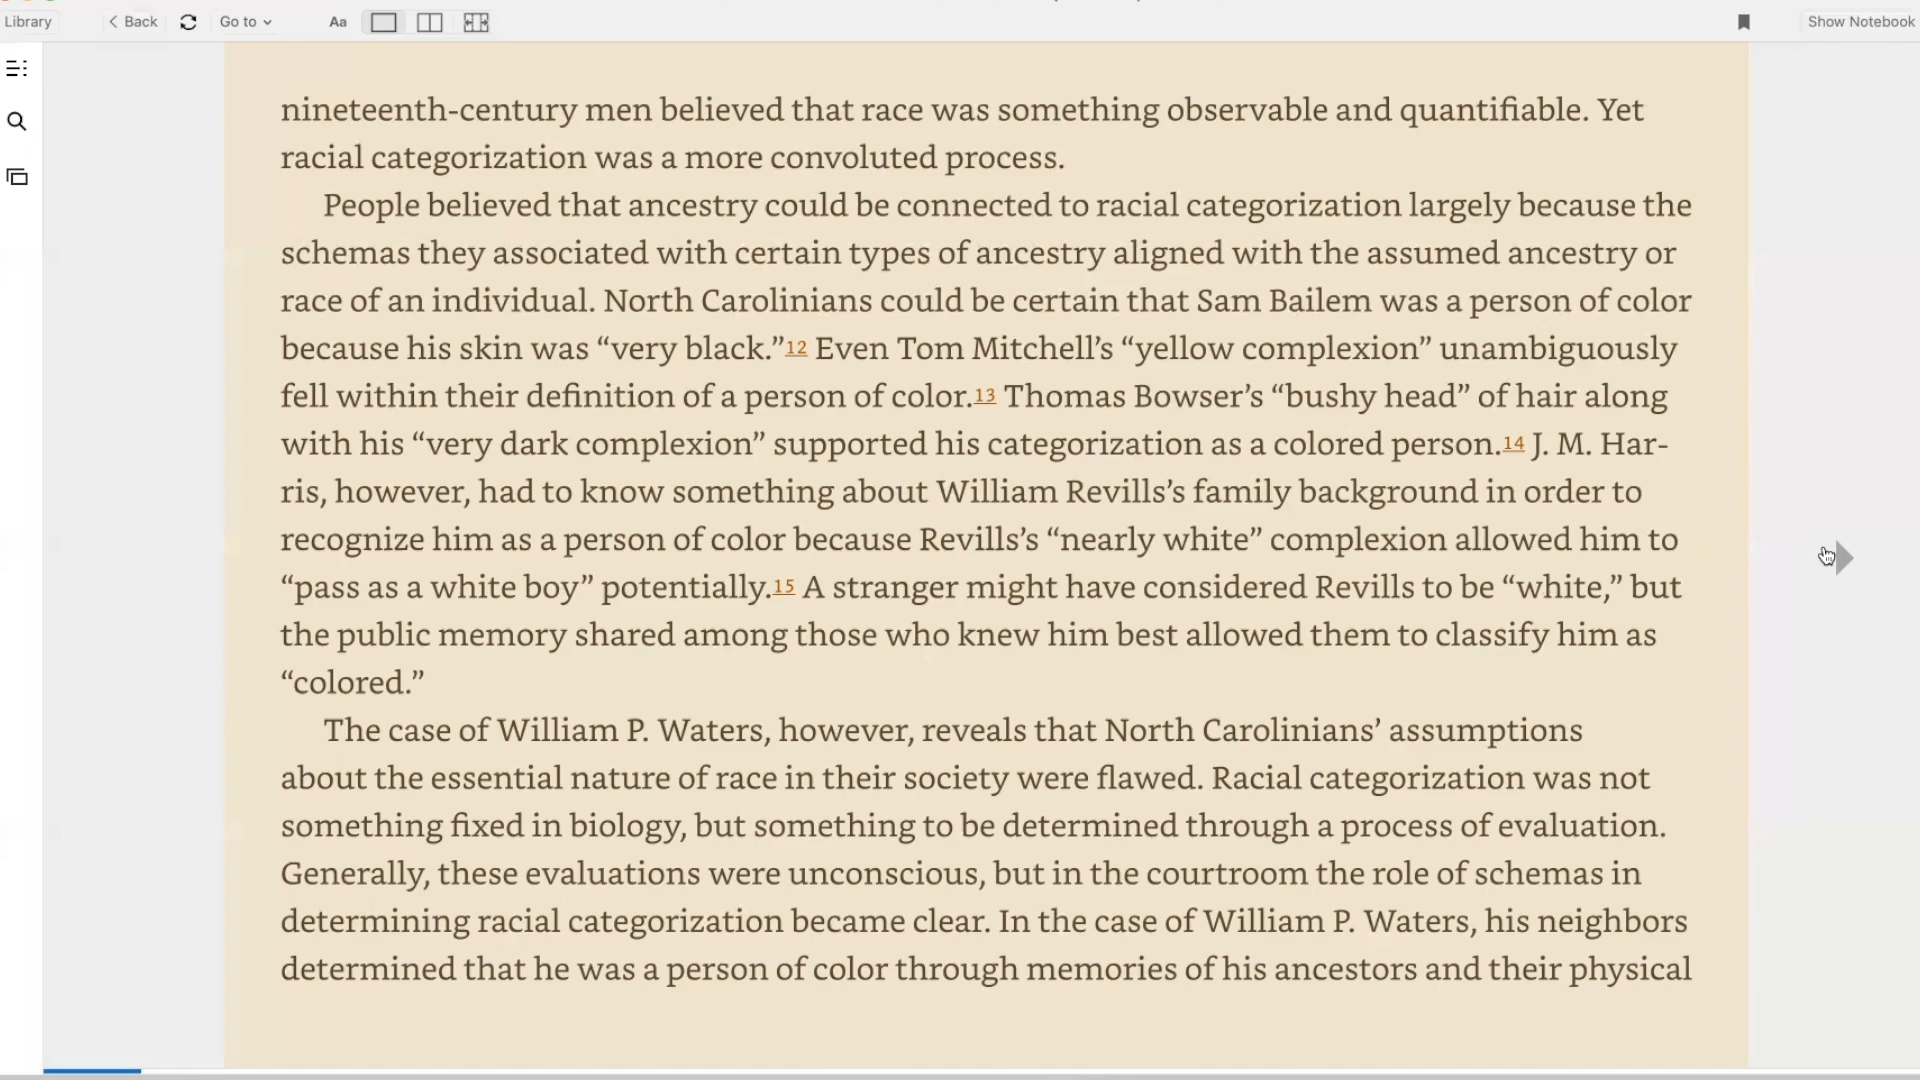 Library
Back
Go to
Aa
Show Notebook
nineteenth-century men believed that race was something observable and quantifiable. Yet
racial categorization was a more convoluted process.
People believed that ancestry could be connected to racial categorization largely because the
schemas they associated with certain types of ancestry aligned with the assumed ancestry or
race of an individual. North Carolinians could be certain that Sam Bailem was a person of color
because his skin was “very black.”12 Even Tom Mitchell’s “yellow complexion” unambiguously
fell within their definition of a person of color.13 Thomas Bowser’s “bushy head” of hair along
with his “very dark complexion” supported his categorization as a colored person.14 J. M. Har-
ris, however, had to know something about William Revills’s family background in order to
recognize him as a person of color because Revills’s “nearly white” complexion allowed him to
“pass as a white boy” potentially.15 A stranger might have considered Revills to be “white,” but
the public memory shared among those who knew him best allowed them to classify him as
“colored.”
The case of William P. Waters, however, reveals that North Carolinians’ assumptions
about the essential nature of race in their society were flawed. Racial categorization was not
something fixed in biology, but something to be determined through a process of evaluation.
Generally, these evaluations were unconscious, but in the courtroom the role of schemas in
determining racial categorization became clear. In the case of William P. Waters, his neighbors
determined that he was a person of color through memories of his ancestors and their physical